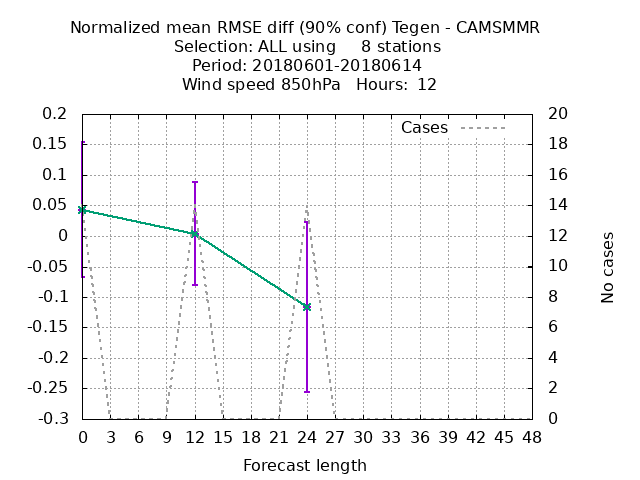 Normalized mean RMSE diff (90% conf) Tegen - CAMSMMR
Selection: ALL using     8 stations
Period: 20180601-20180614
Wind speed 850hPa   Hours:  12
Cases
0.2
0.15
0.1
0.05
0
-0.05
-0.1
-0.15
-0.2
-0.25
-0.3
20
18
16
14
12
10
8
6
4
2
0
No cases
0 3 6 9 12 15 18 21 24 27 30 33 36 39 42 45 48
Forecast length